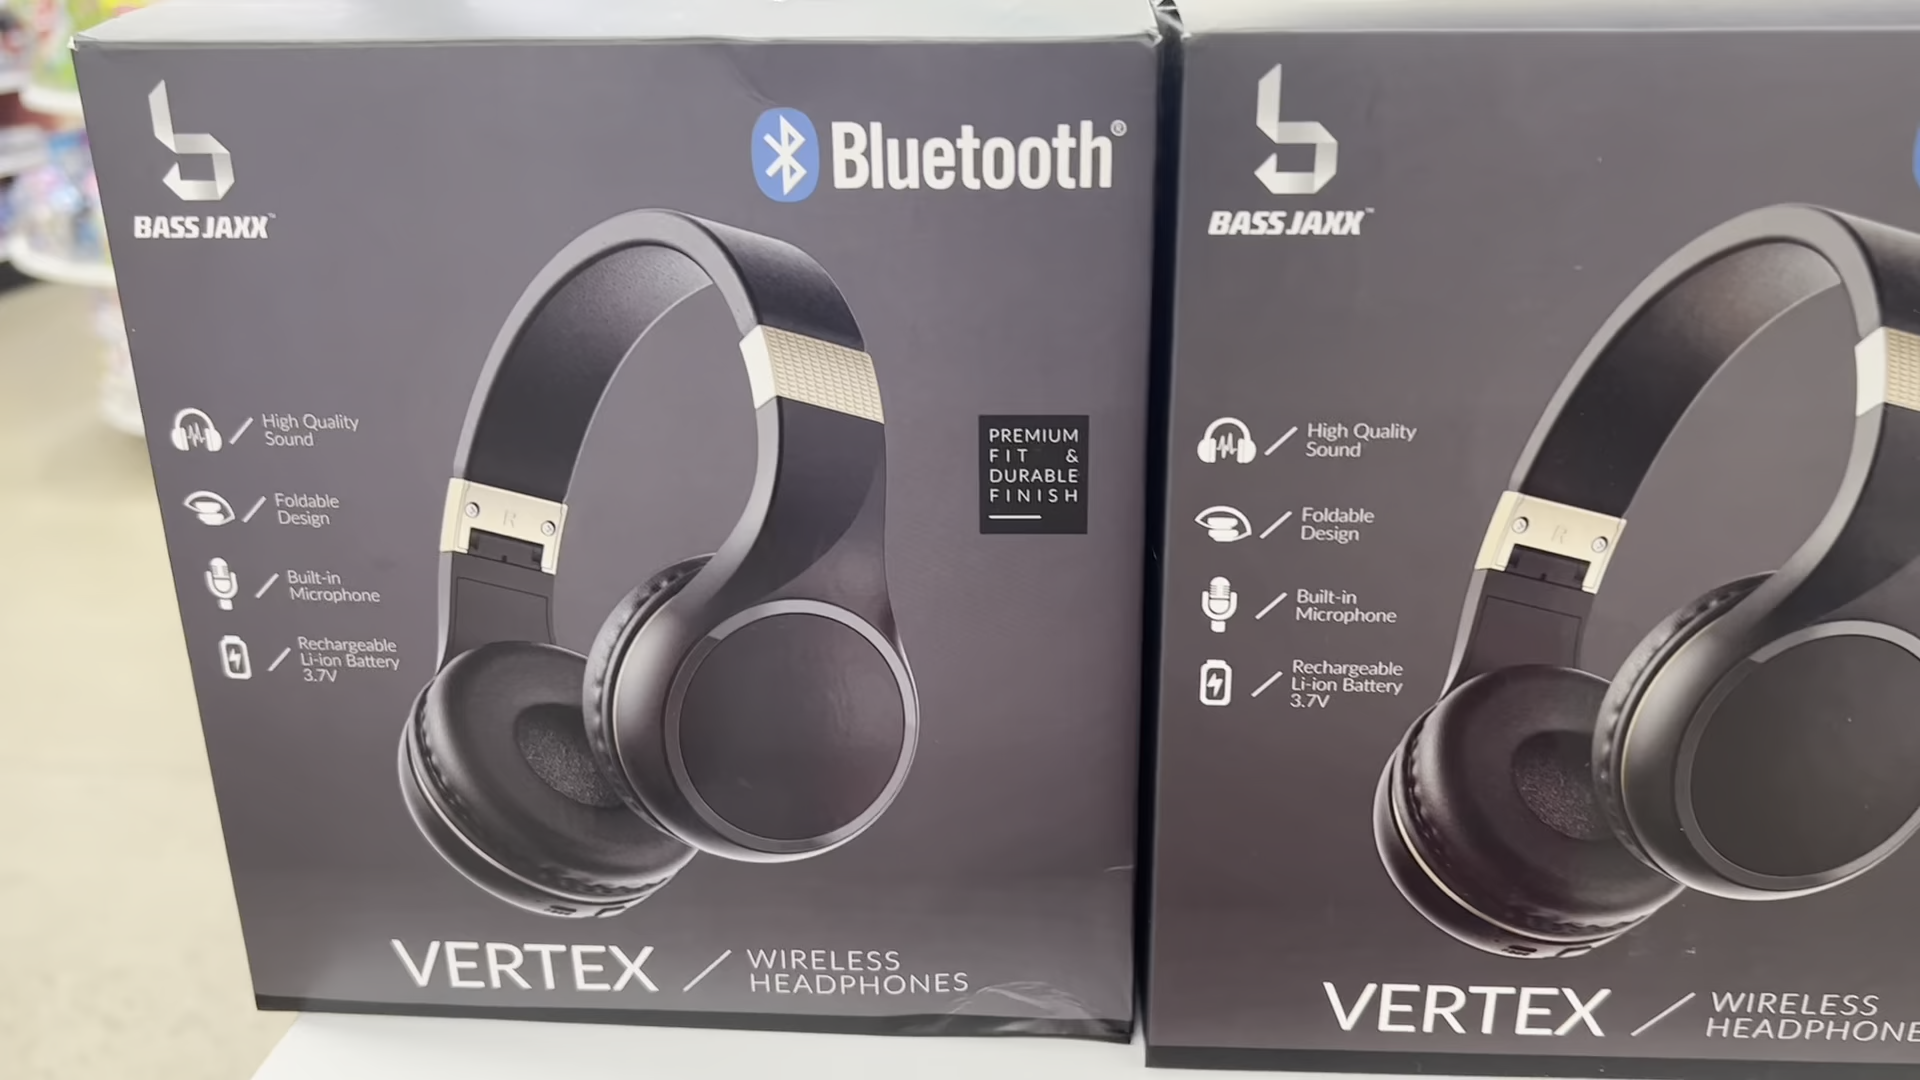 BASS JAXX™
Bluetooth®
High Quality
Sound
Foldable
Design
Built-in
Microphone
Rechargeable
Li-ion Battery
3.7V
R
PREMIUM
FIT &
DURABLE
FINISH
VERTEX / WIRELESS
HEADPHONES
BASS JAXX™
High Quality
Sound
Foldable
Design
Built-in
Microphone
Rechargeable
Li-ion Battery
3.7V
R
VERTEX / WIRELESS
HEADPHONE